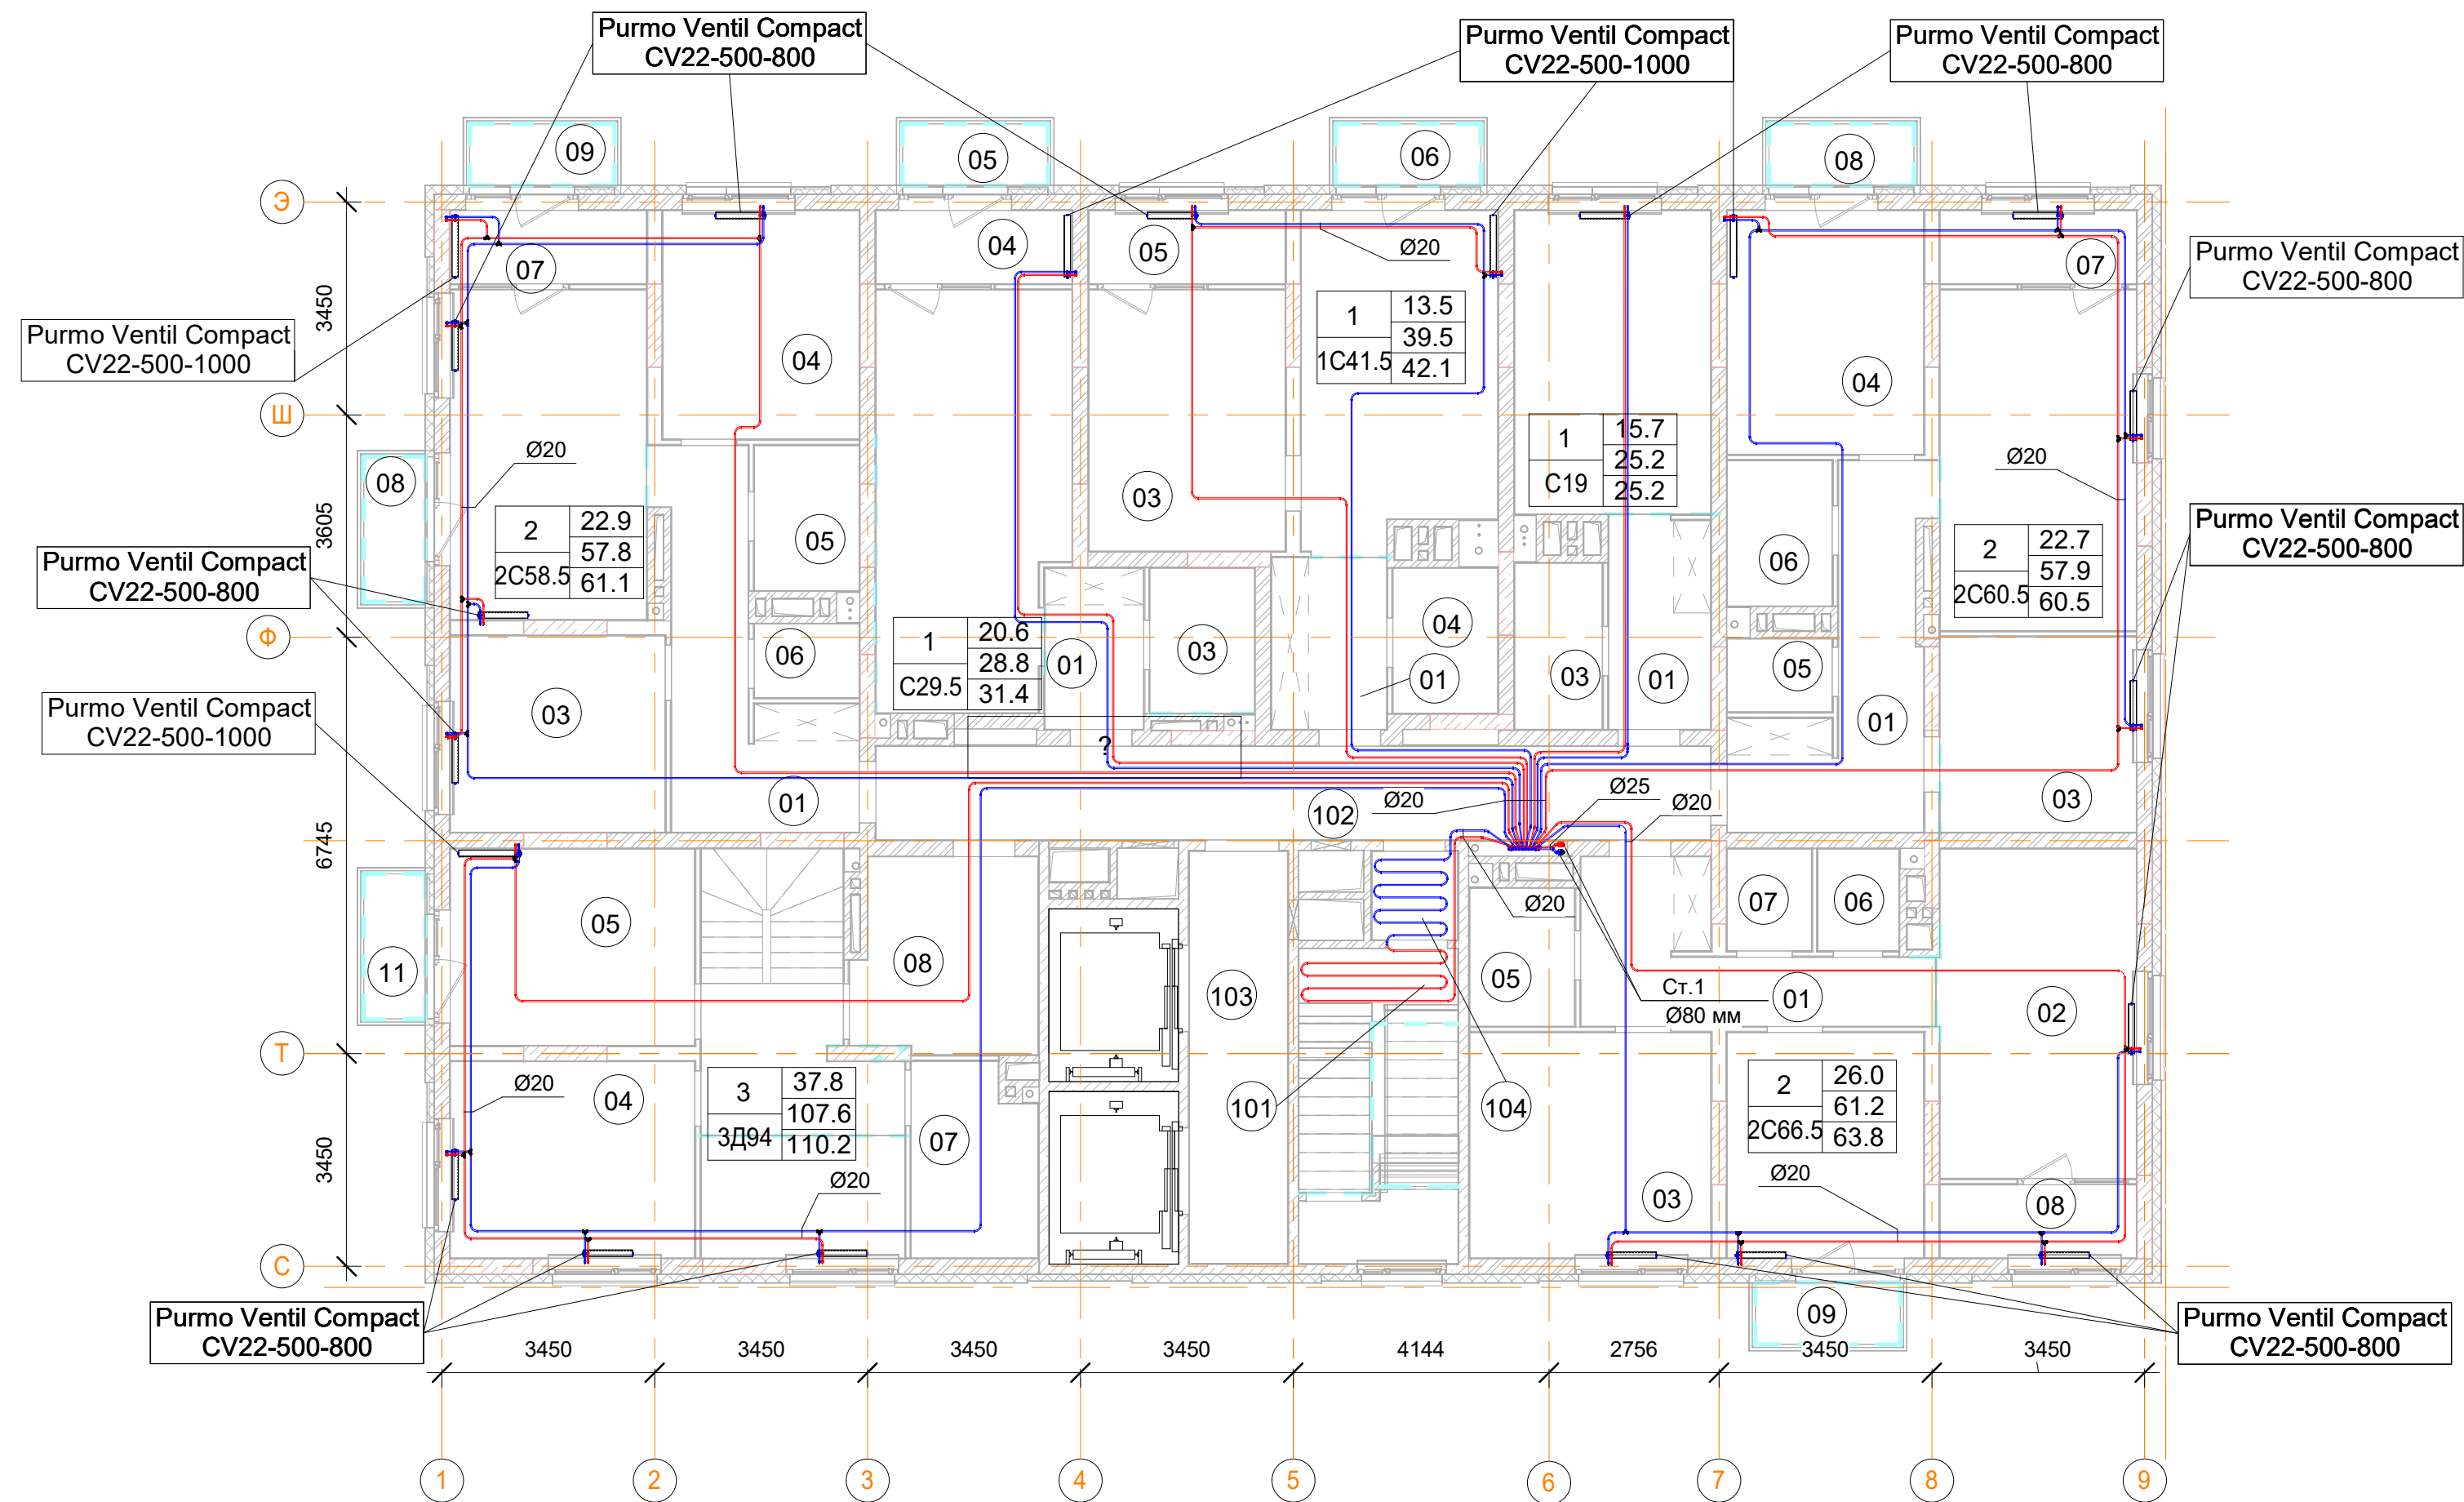 Purmo Ventil Compact
CV22-500-800
Purmo Ventil Compact
CV22-500-1000
Purmo Ventil Compact
CV22-500-800
09
05
06
08
Э
04
05
07
07
Ø20
Purmo Ventil Compact
CV22-500-800
3450
1
13.5
39.5
1С41.5
42.1
Purmo Ventil Compact
CV22-500-1000
04
04
Ш
1
15.7
25.2
С19
25.2
Ø20
Ø20
08
03
3605
2
22.9
57.8
2С58.5
61.1
05
06
Purmo Ventil Compact
CV22-500-800
2
22.7
57.9
2С60.5
60.5
Purmo Ventil Compact
CV22-500-800
Ф
1
20.6
28.8
С29.5
31.4
06
01
03
04
01
03
01
05
03
01
Purmo Ventil Compact
CV22-500-1000
?
01
102
Ø20
Ø25
Ø20
03
6745
05
08
11
Ø20
07
06
103
05
Ст.1
Ø80 мм
01
02
Т
Ø20
04
3
37.8
107.6
3Д94
110.2
07
101
104
2
26.0
61.2
2С66.5
63.8
3450
Ø20
Ø20
03
08
С
Purmo Ventil Compact
CV22-500-800
09
Purmo Ventil Compact
CV22-500-800
3450
3450
3450
3450
4144
2756
3450
3450
1
2
3
4
5
6
7
8
9